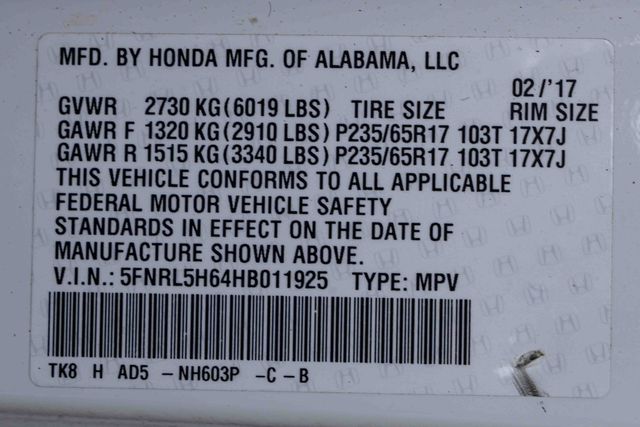 MFD. BY HONDA MFG. OF ALABAMA, LLC
02/'17
GVWR 2730 KG(6019 LBS) TIRE SIZE RIM SIZE
GAWR F 1320 KG(2910 LBS)P235/65R17 103T 17X7J
GAWR R 1515 KG(3340 LBS)P235/65R17 103T 17X7J
THIS VEHICLE CONFORMS TO ALL APPLICABLE
FEDERAL MOTOR VEHICLE SAFETY
STANDARDS IN EFFECT ON THE DATE OF
MANUFACTURE SHOWN ABOVE.
V.I.N.: 5FNRL5H64HB011925 TYPE: MPV
TK8 H AD5 -NH603P -C-B